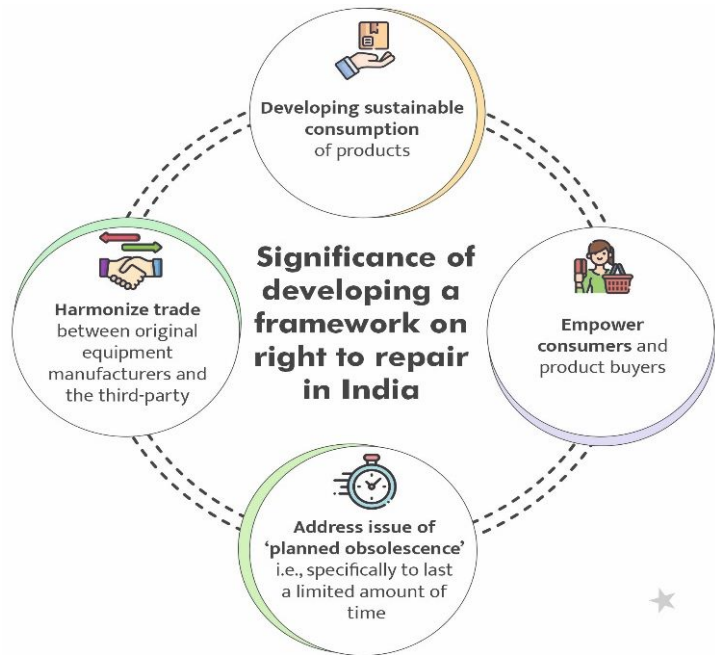 Developing sustainable
consumption
of products
Significance of
developing a
framework on
right to repair
in India
Harmonize trade
between original
equipment
manufacturers and
the third-party
Empower
consumers and
product buyers
Address issue of
‘planned obsolescence’
i.e., specifically to last
a limited amount of
time